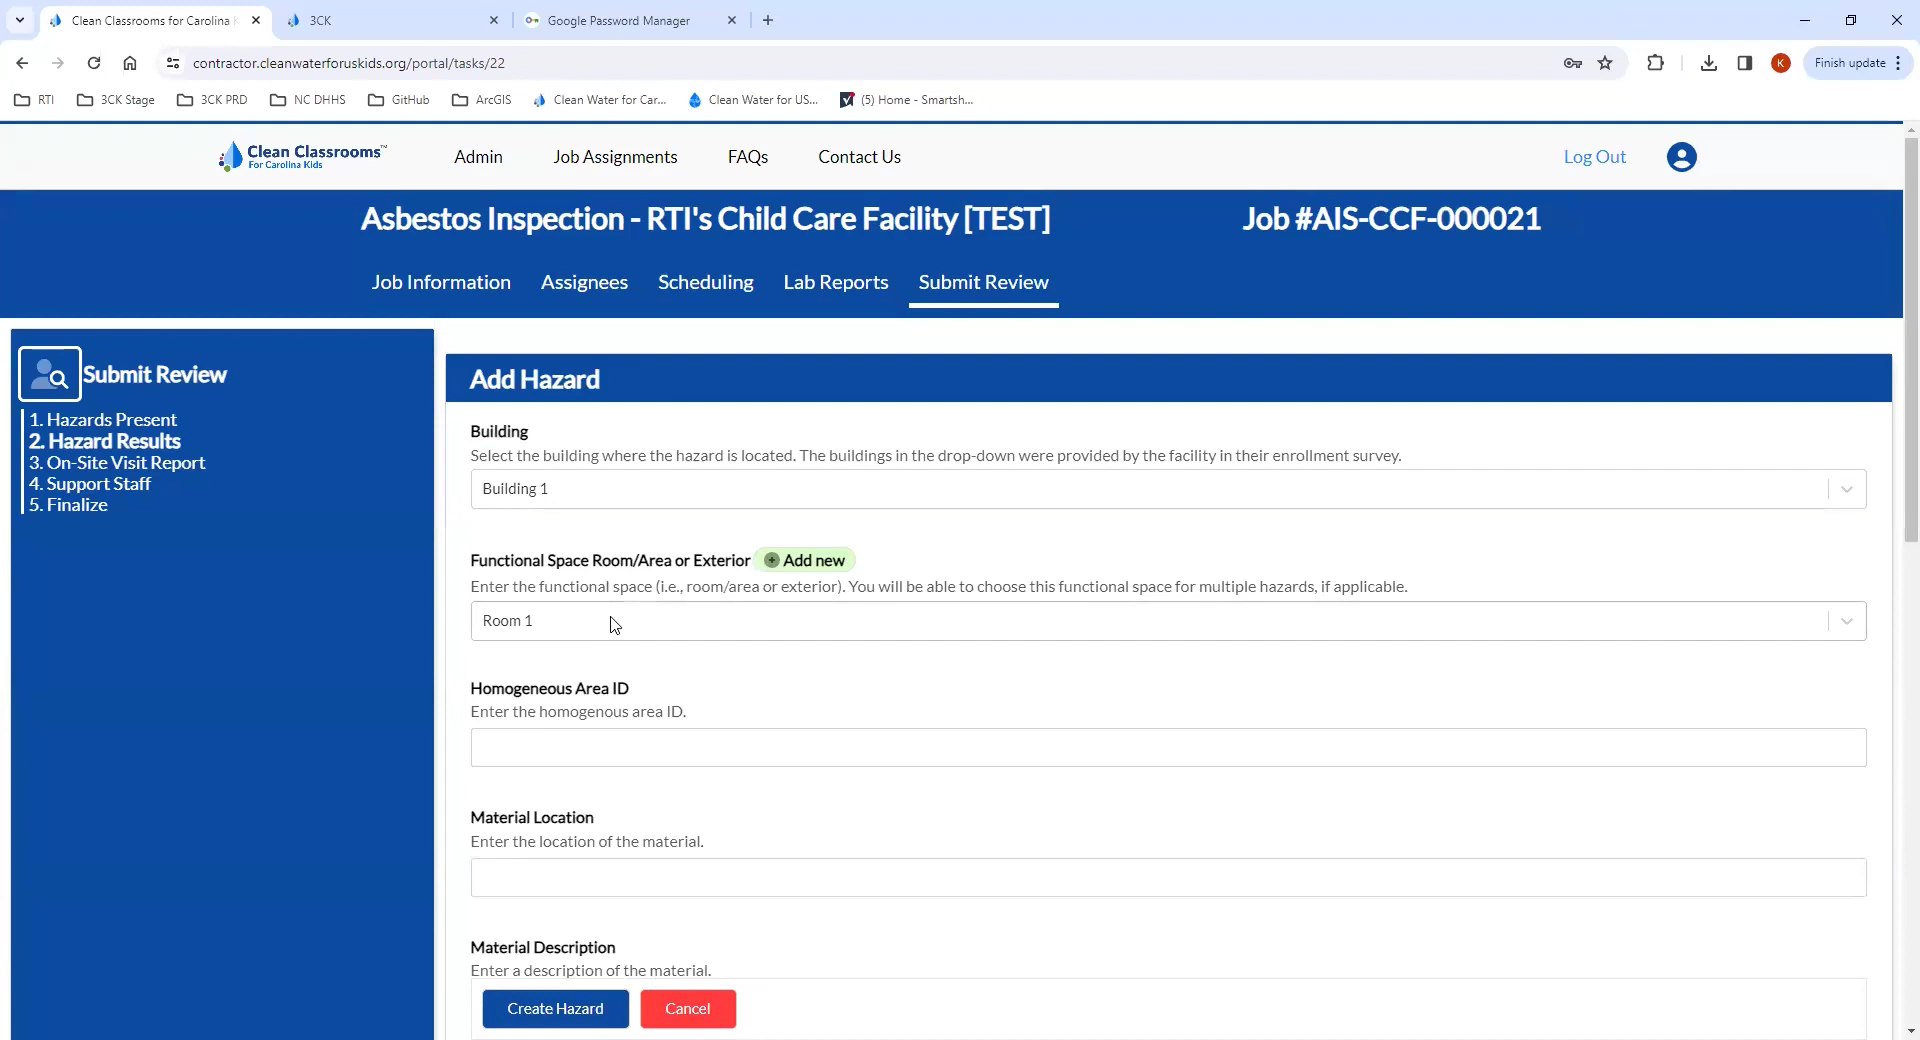 Clean Classrooms for Carolina K
3CK
Google Password Manager
contractor.cleanwaterforuskids.org/portal/tasks/22
K
Finish update
RTI
3CK Stage
3CK PRD
NC DHHS
GitHub
ArcGIS
Clean Water for Car...
Clean Water for US...
(5) Home - Smartsh...
Clean Classrooms™
For Carolina Kids
Admin
Job Assignments
FAQs
Contact Us
Log Out
Asbestos Inspection - RTI's Child Care Facility [TEST]
Job #AIS-CCF-000021
Job Information
Assignees
Scheduling
Lab Reports
Submit Review
Submit Review
1. Hazards Present
2. Hazard Results
3. On-Site Visit Report
4. Support Staff
5. Finalize
Add Hazard
Building
Select the building where the hazard is located. The buildings in the drop-down were provided by the facility in their enrollment survey.
Building 1
Functional Space Room/Area or Exterior
Add new
Enter the functional space (i.e., room/area or exterior). You will be able to choose this functional space for multiple hazards, if applicable.
Room 1
Homogeneous Area ID
Enter the homogenous area ID.
Material Location
Enter the location of the material.
Material Description
Enter a description of the material.
Create Hazard
Cancel